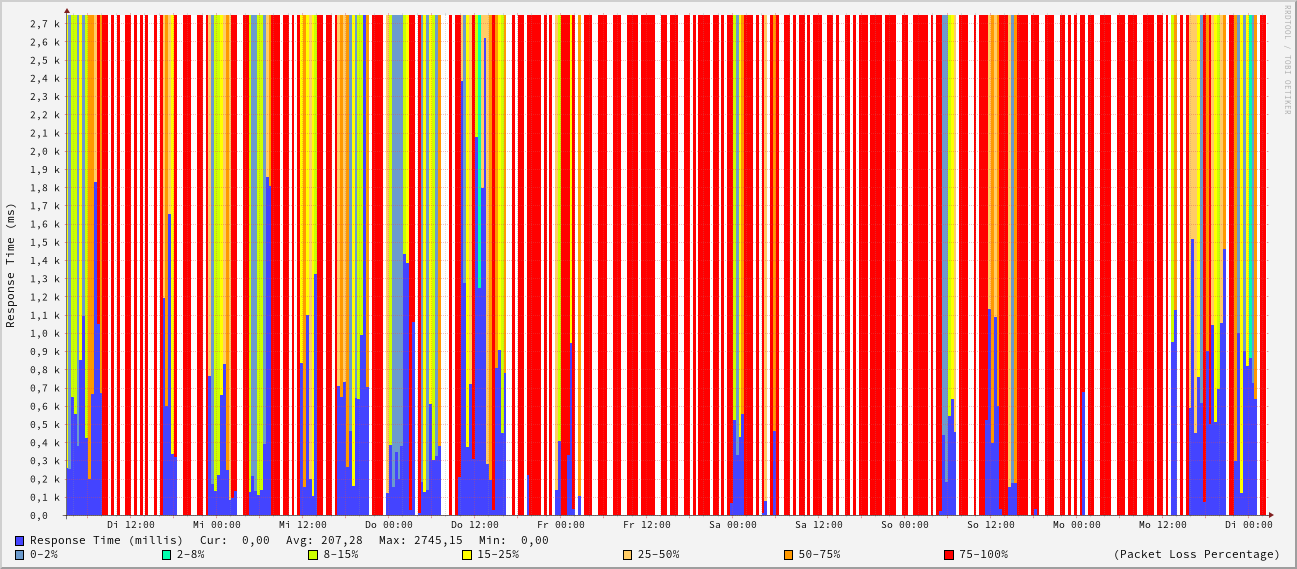 RRDTOOL / TOBI OETIKER
Response Time (ms)
2,7 k
2,6 k
2,5 k
2,4 k
2,3 k
2,2 k
2,1 k
2,0 k
1,9 k
1,8 k
1,7 k
1,6 k
1,5 k
1,4 k
1,3 k
1,2 k
1,1 k
1,0 k
0,9 k
0,8 k
0,7 k
0,6 k
0,5 k
0,4 k
0,3 k
0,2 k
0,1 k
0,0
Di 12:00 Mi 00:00 Mi 12:00 Do 00:00 Do 12:00 Fr 00:00 Fr 12:00 Sa 00:00 Sa 12:00 So 00:00 So 12:00 Mo 00:00 Mo 12:00 Di 00:00
Response Time (millis) Cur: 0,00 Avg: 207,28 Max: 2745,15 Min: 0,00
0-2% 2-8% 8-15% 15-25% 25-50% 50-75% 75-100% (Packet Loss Percentage)